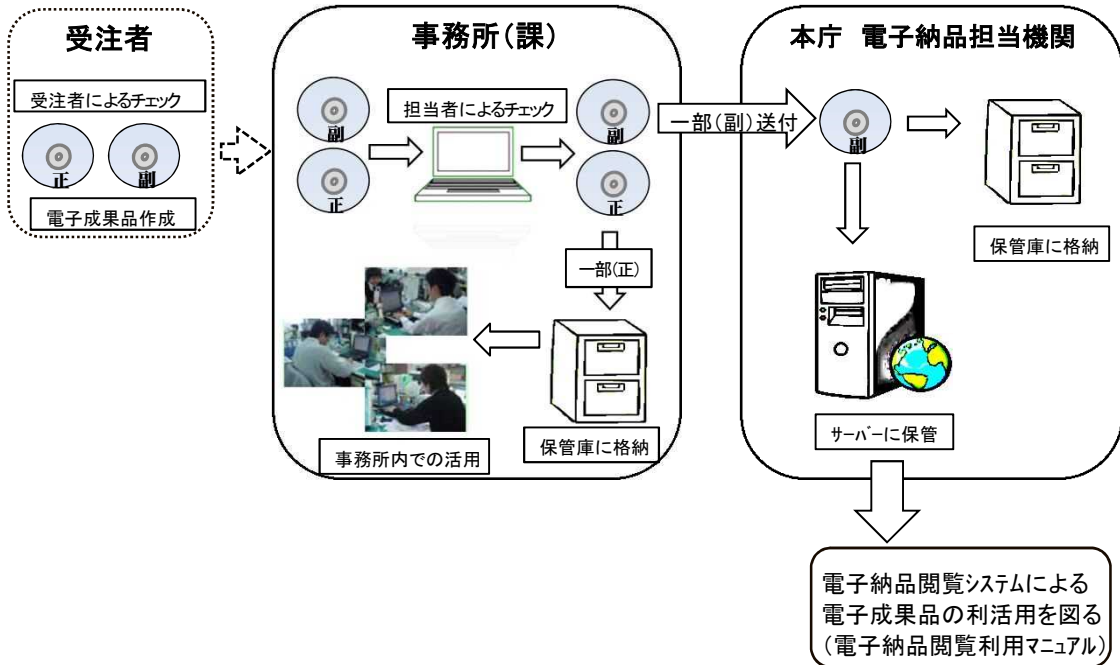 受注者
受注者によるチェック
正
副
電子成果品作成
事務所(課)
副
正
担当者によるチェック
副
正
一部(正)
保管庫に格納
事務所内での活用
一部(副)送付
本庁 電子納品担当機関
副
保管庫に格納
サーバーに保管
電子納品閲覧システムによる
電子成果品の利活用を図る
(電子納品閲覧利用マニュアル)